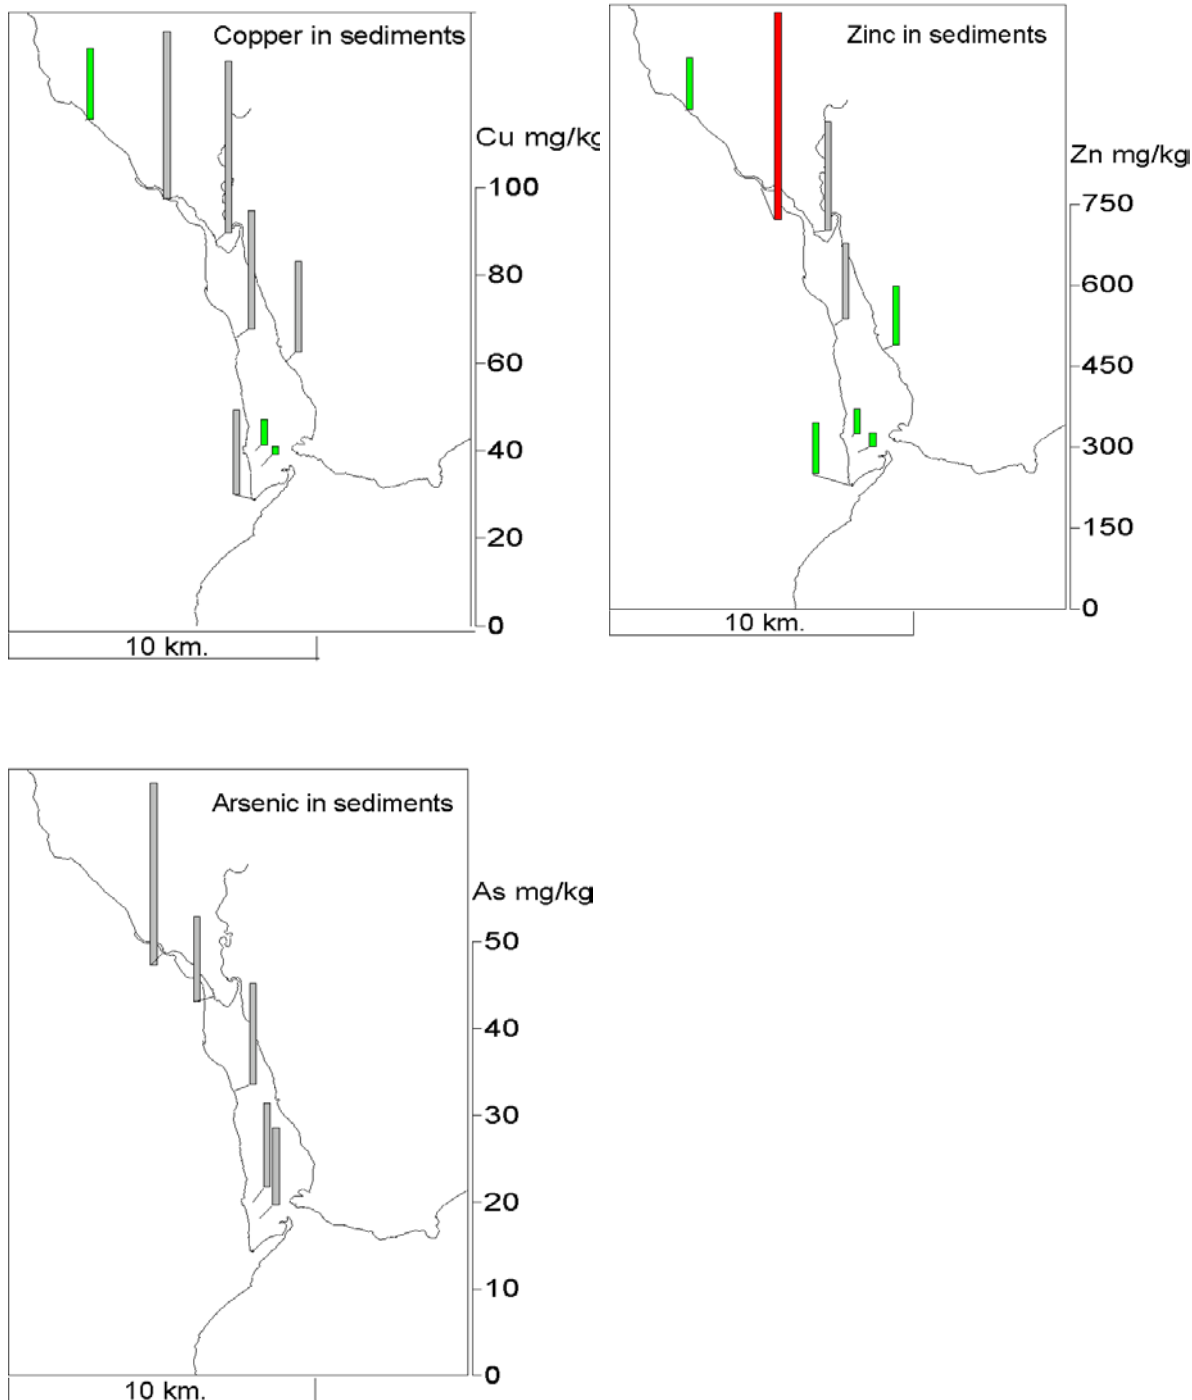 Copper in sediments
Cu mg/kg
100
80
60
40
20
0
10 km.
Zinc in sediments
Zn mg/kg
750
600
450
300
150
0
10 km.
Arsenic in sediments
As mg/kg
50
40
30
20
10
0
10 km.